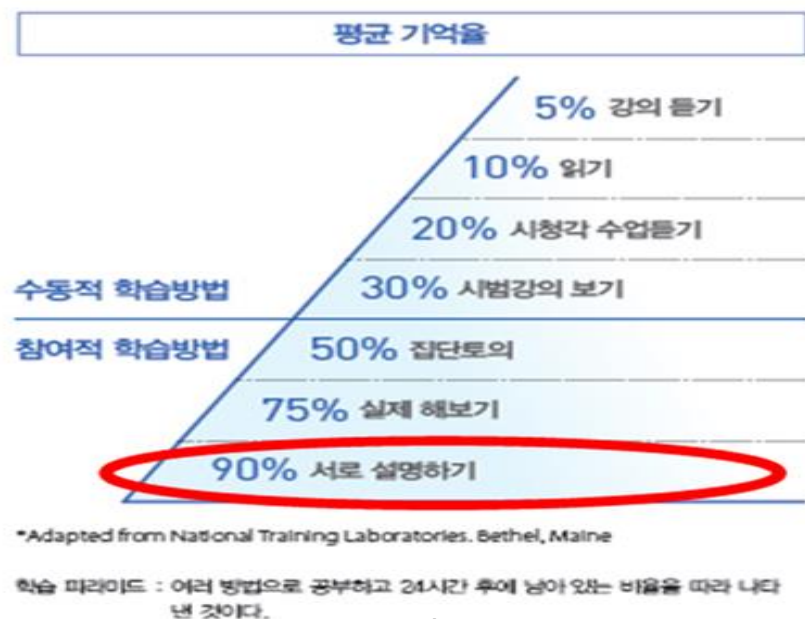 평균 기억율
5% 강의 듣기
10% 읽기
20% 시청각 수업듣기
수동적 학습방법 30% 시범강의 보기
참여적 학습방법 50% 집단토의
75% 실제 해보기
90% 서로 설명하기
*Adapted from National Training Laboratories. Bethel, Maine
학습 피라미드 : 여러 방법으로 공부하고 24시간 후에 남아 있는 비율을 따라 나타
낸 것이다.